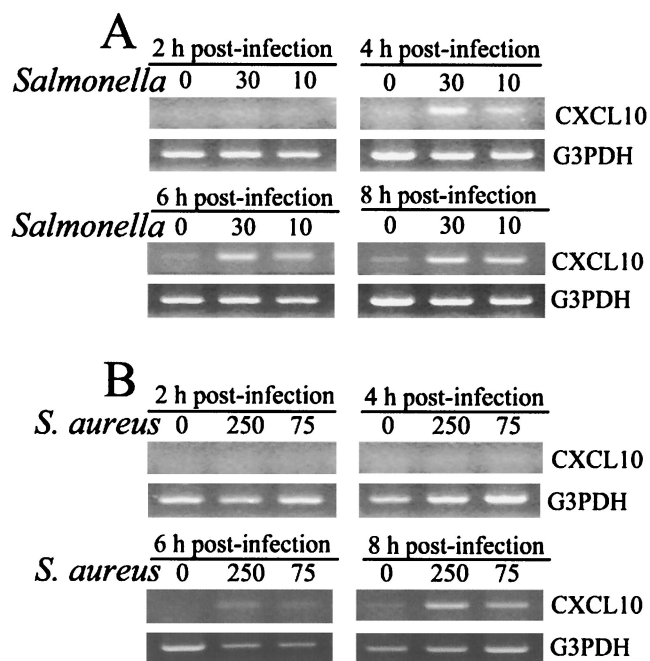 A
2 h post-infection 4 h post-infection
Salmonella 0 30 10 0 30 10
CXCL10
G3PDH
6 h post-infection 8 h post-infection
Salmonella 0 30 10 0 30 10
CXCL10
G3PDH
B
2 h post-infection 4 h post-infection
S. aureus 0 250 75 0 250 75
CXCL10
G3PDH
6 h post-infection 8 h post-infection
S. aureus 0 250 75 0 250 75
CXCL10
G3PDH